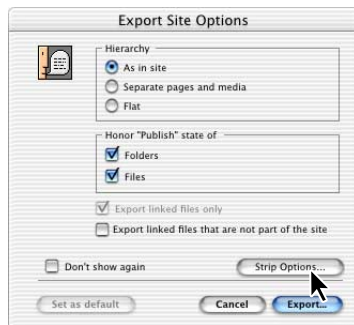 Export Site Options
Hierarchy
As in site
Separate pages and media
Flat
Honor "Publish" state of
Folders
Files
Export linked files only
Export linked files that are not part of the site
Don't show again
Strip Options...
Set as default
Cancel
Export...